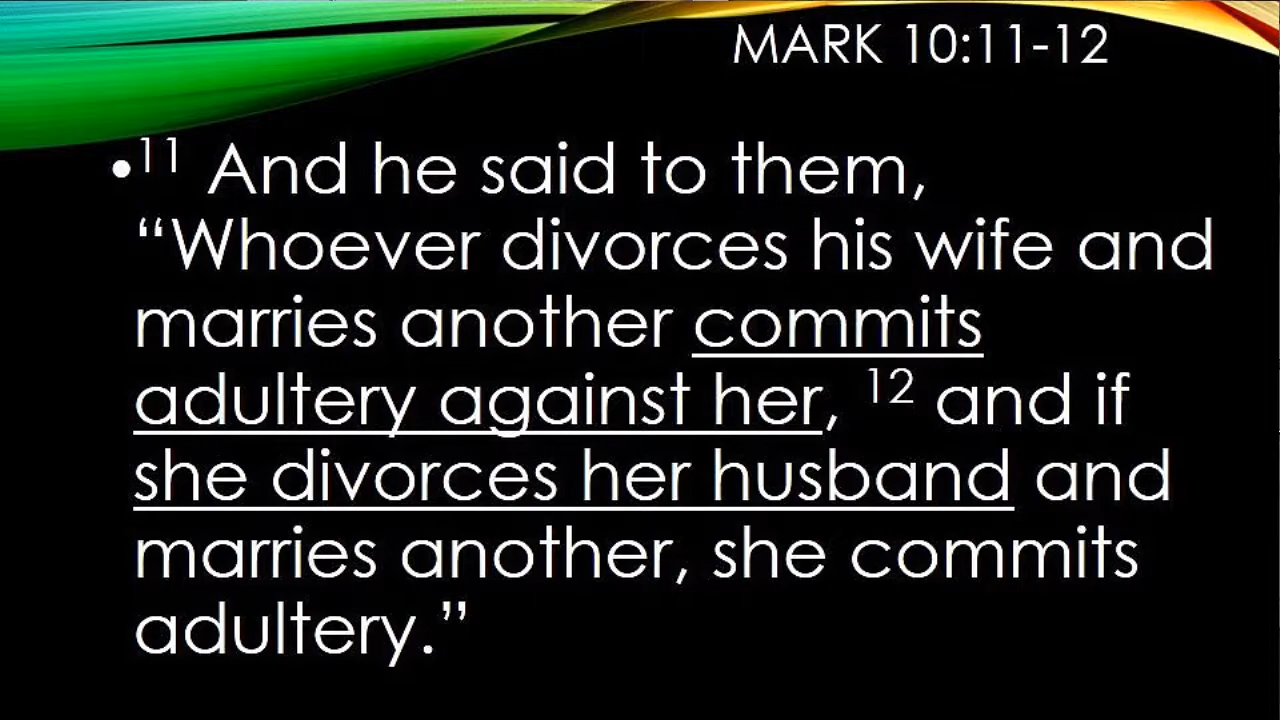 MARK 10:11-12
•11 And he said to them,
“Whoever divorces his wife and
marries another commits
adultery against her, 12 and if
she divorces her husband and
marries another, she commits
adultery.”